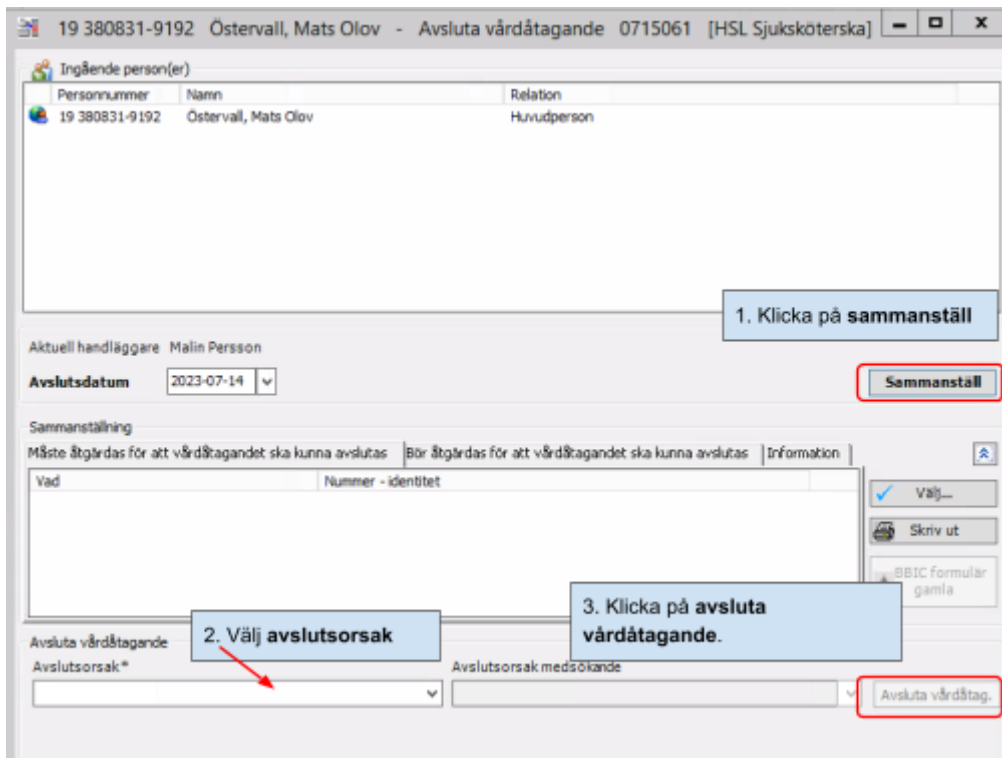 19 380831-9192 Östervall, Mats Olov - Avsluta vårdåtagande 0715061 [HSL Sjuksköterska]
Ingående person(er)
Personnummer Namn Relation
19 380831-9192 Östervall, Mats Olov Huvudperson
1. Klicka på sammanställ
Aktuell handläggare Malin Persson
Avslutsdatum 2023-07-14 Sammanställ
Sammanställning
Måste åtgärdas för att vårdåtagandet ska kunna avslutas Bör åtgärdas för att vårdåtagandet ska kunna avslutas Information
Vad Nummer - identitet
Välj...
Skriv ut
BBIC formulär
gamla
3. Klicka på avsluta
vårdåtagande.
2. Välj avslutsorsak
Avsluta vårdåtagande
Avslutsorsak* Avslutsorsak medsökande
Avsluta vårdåtag.